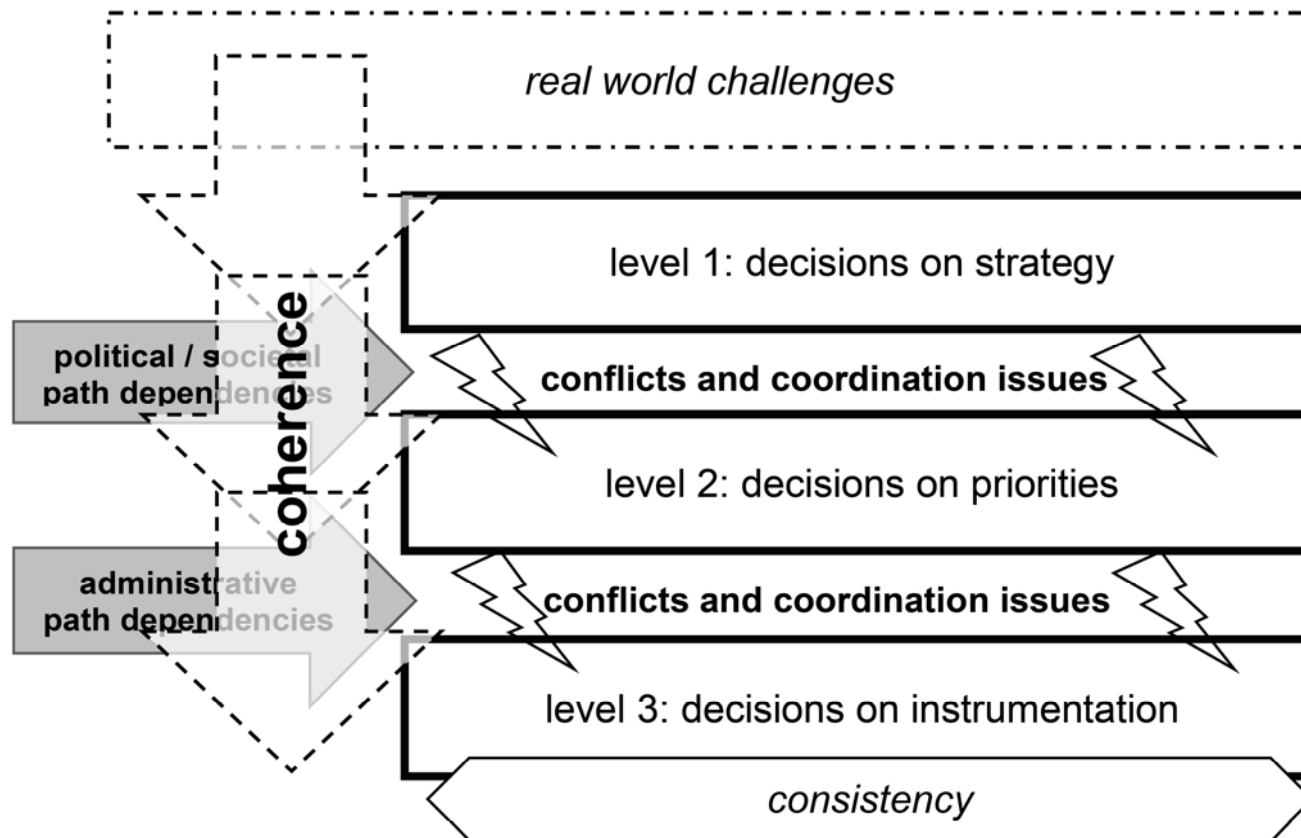 real world challenges
level 1: decisions on strategy
coherence
political / societal
path dependencies
conflicts and coordination issues
level 2: decisions on priorities
administrative
path dependencies
conflicts and coordination issues
level 3: decisions on instrumentation
consistency